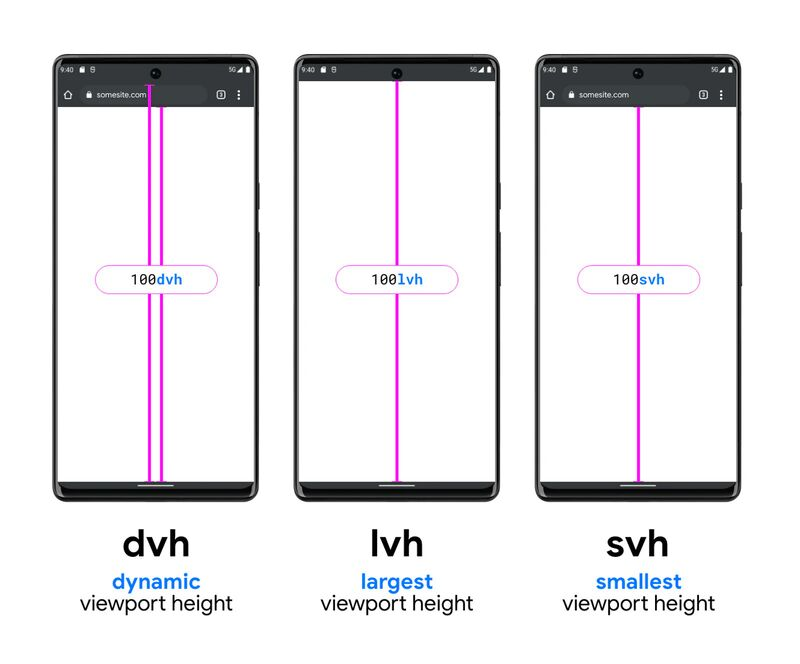 9:40
5G
somesite.com
3
100dvh
dvh
dynamic
viewport height
9:40
5G
100lvh
lvh
largest
viewport height
9:40
5G
somesite.com
3
100svh
svh
smallest
viewport height